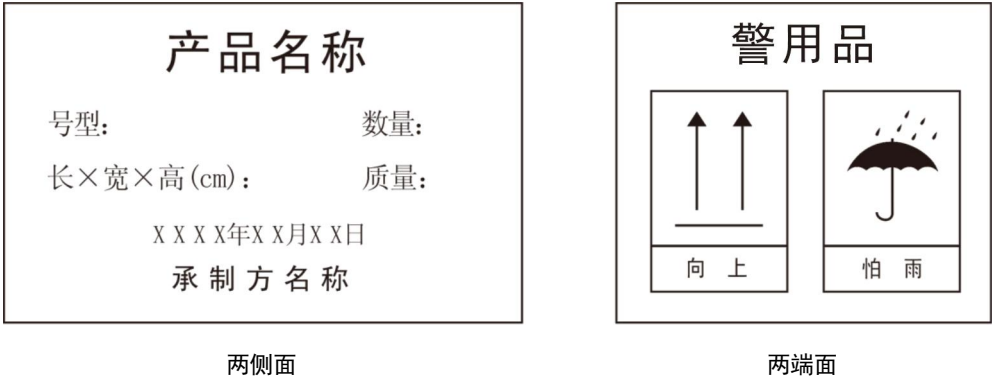 产品名称
号型： 数量：
长×宽×高(cm)： 质量：
XXXX年XX月XX日
承制方名称
两侧面
警用品
向上 怕雨
两端面